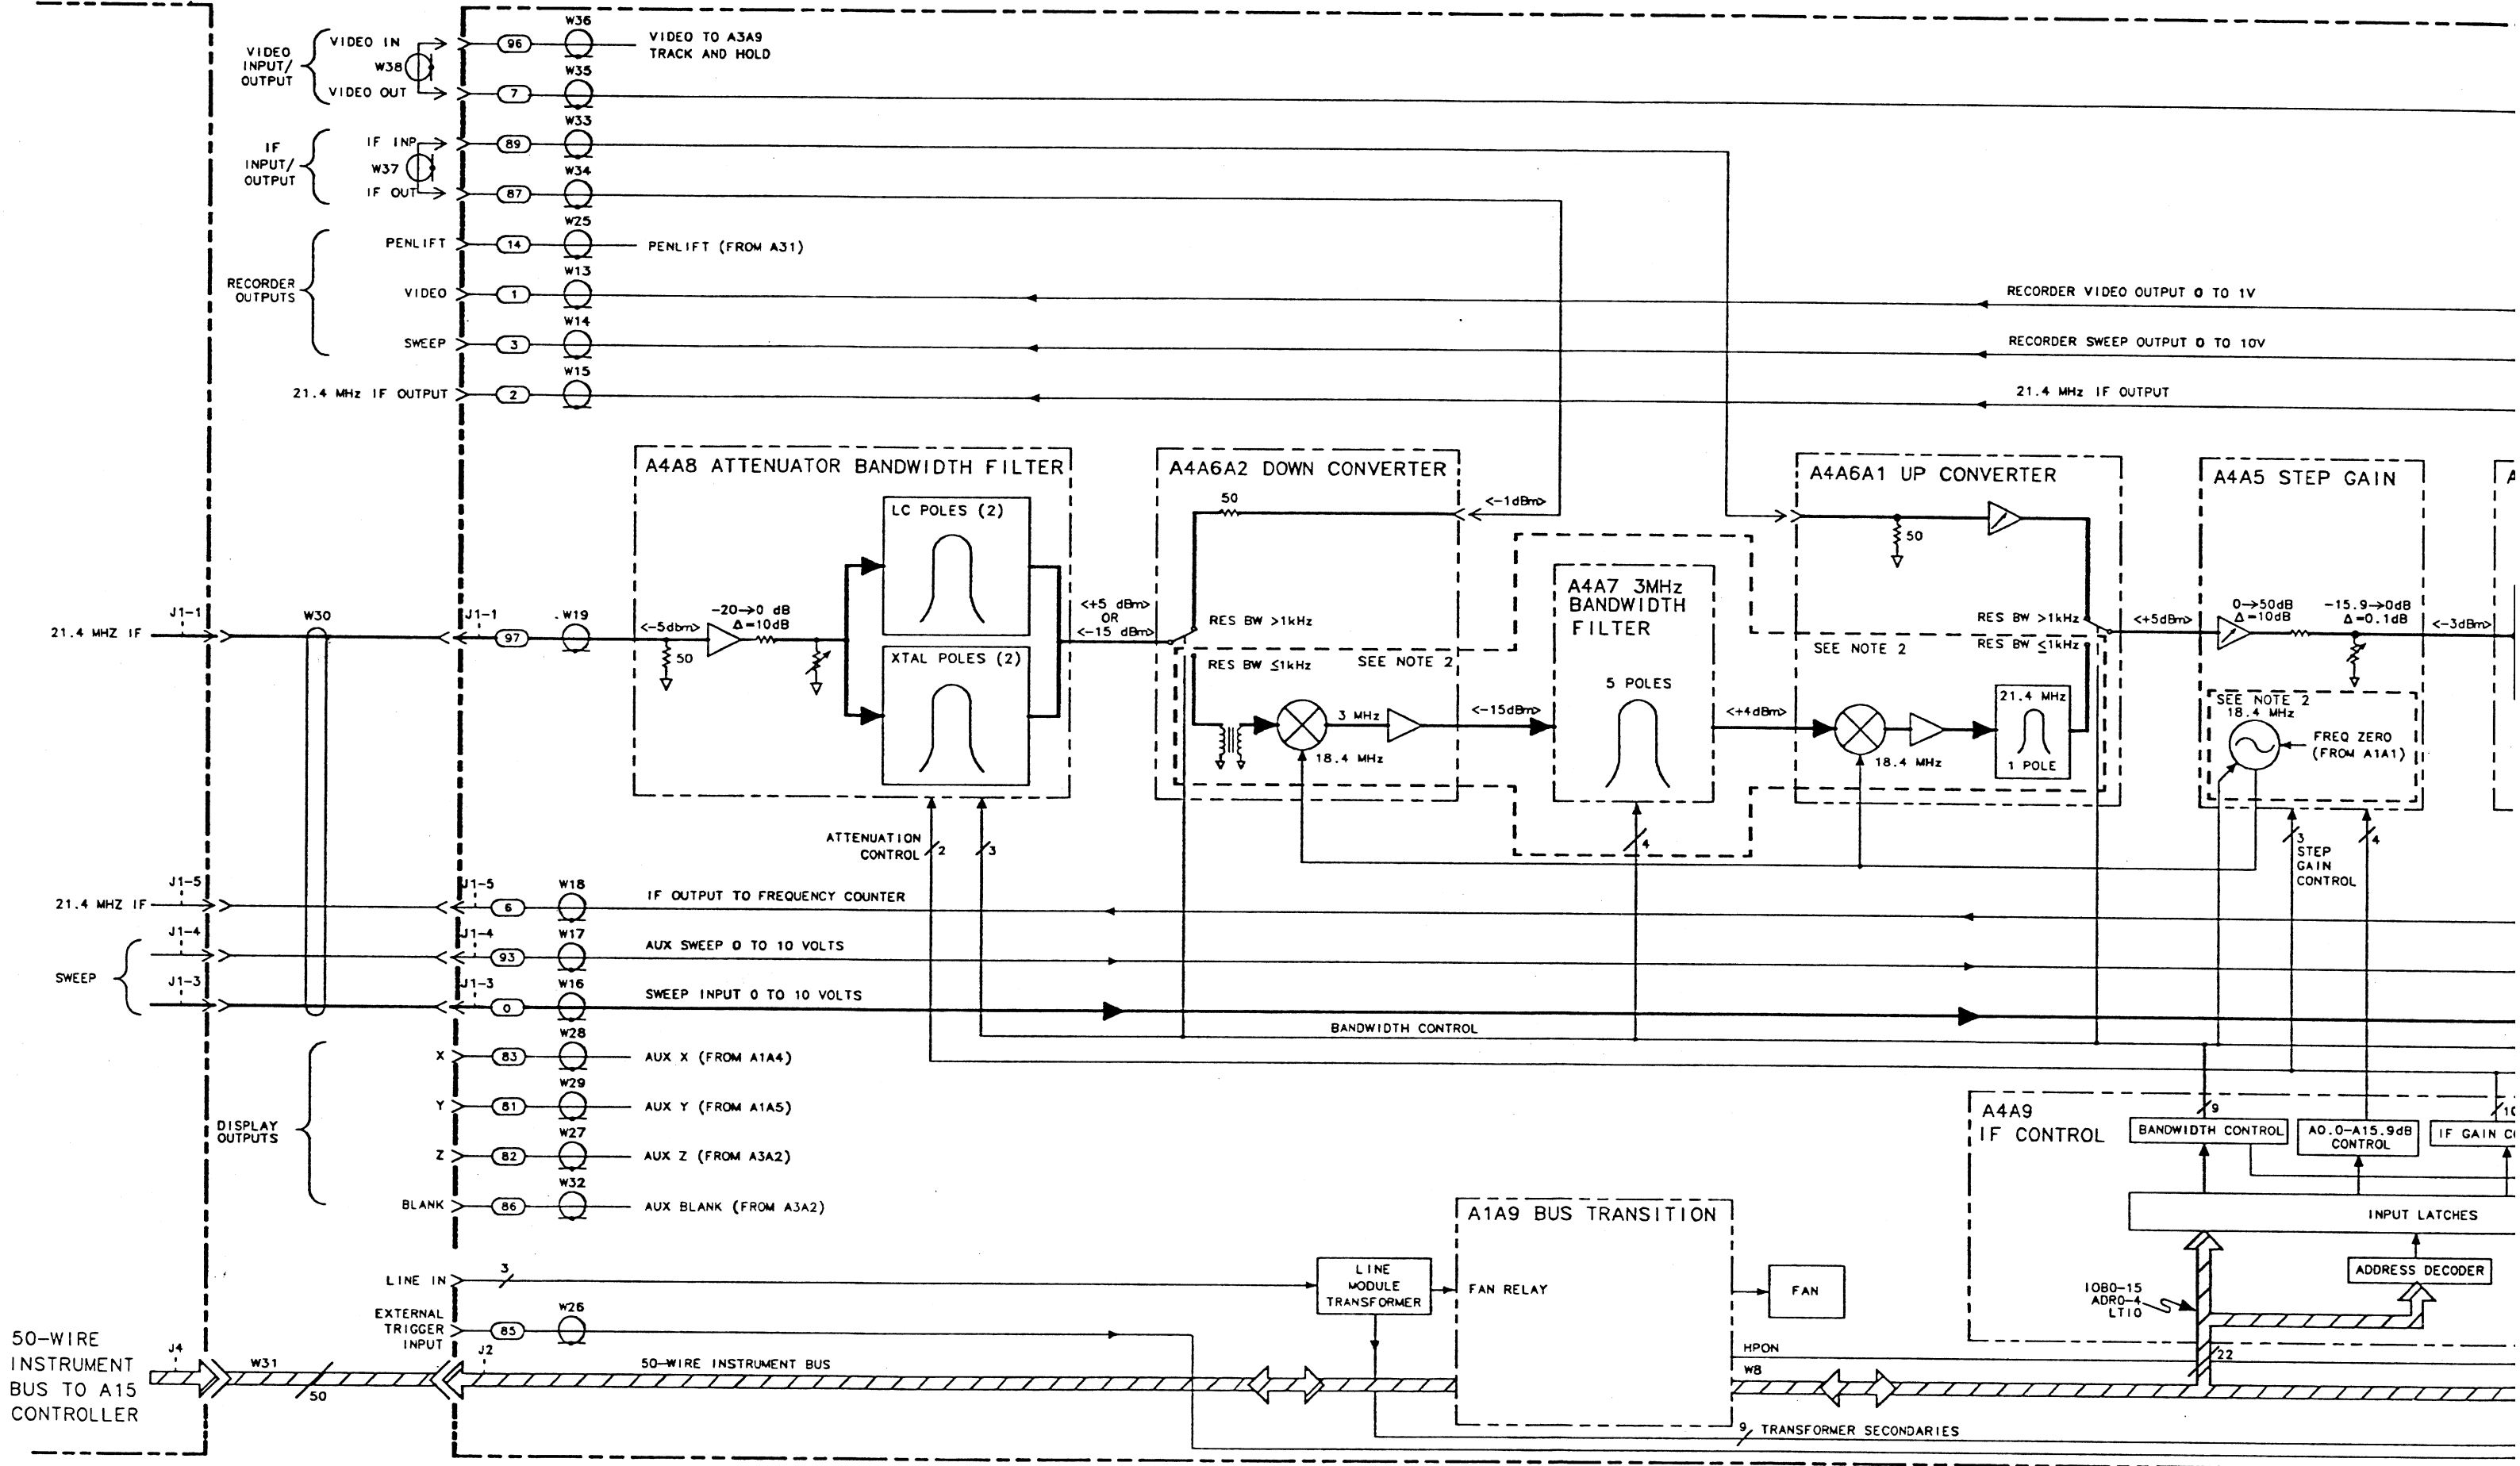 W36
VIDEO IN
96
VIDEO TO A3A9
TRACK AND HOLD
VIDEO
INPUT/
OUTPUT
W38
W35
VIDEO OUT
7
W33
IF INP
89
IF
INPUT/
OUTPUT
W37
W34
IF OUT
87
W25
PENLIFT
14
PENLIFT (FROM A31)
RECORDER
OUTPUTS
W13
VIDEO
1
RECORDER VIDEO OUTPUT 0 TO 1V
W14
SWEEP
3
RECORDER SWEEP OUTPUT 0 TO 10V
W15
21.4 MHz IF OUTPUT
2
21.4 MHz IF OUTPUT
A4A8 ATTENUATOR BANDWIDTH FILTER
LC POLES (2)
XTAL POLES (2)
<-5dbm>
50
-20→0 dB
Δ=10dB
<+5 dBm>
OR
<-15 dBm>
A4A6A2 DOWN CONVERTER
50
<-1dBm>
RES BW >1kHz
RES BW ≤1kHz
SEE NOTE 2
3 MHz
18.4 MHz
<-15dBm>
A4A7 3MHz
BANDWIDTH
FILTER
5 POLES
<+4dBm>
A4A6A1 UP CONVERTER
50
RES BW >1kHz
RES BW ≤1kHz
SEE NOTE 2
18.4 MHz
21.4 MHz
1 POLE
<+5dBm>
A4A5 STEP GAIN
0→50dB
Δ=10dB
-15.9→0dB
Δ=0.1dB
<-3dBm>
SEE NOTE 2
18.4 MHz
FREQ ZERO
(FROM A1A1)
A
J1-1
21.4 MHZ IF
W30
J1-1
97
W19
ATTENUATION
CONTROL
2
3
4
3
STEP
GAIN
CONTROL
4
J1-5
21.4 MHZ IF
J1-5
6
W18
IF OUTPUT TO FREQUENCY COUNTER
J1-4
SWEEP
J1-4
93
W17
AUX SWEEP 0 TO 10 VOLTS
J1-3
J1-3
0
W16
SWEEP INPUT 0 TO 10 VOLTS
BANDWIDTH CONTROL
DISPLAY
OUTPUTS
W28
X
83
AUX X (FROM A1A4)
W29
Y
81
AUX Y (FROM A1A5)
W27
Z
82
AUX Z (FROM A3A2)
W32
BLANK
86
AUX BLANK (FROM A3A2)
A4A9
IF CONTROL
9
BANDWIDTH CONTROL
A0.0-A15.9dB
CONTROL
10
IF GAIN CO
INPUT LATCHES
ADDRESS DECODER
IOB0-15
ADR0-4
LTIO
22
LINE IN
3
LINE
MODULE
TRANSFORMER
A1A9 BUS TRANSITION
FAN RELAY
FAN
EXTERNAL
TRIGGER
INPUT
85
W26
HPON
W8
50-WIRE
INSTRUMENT
BUS TO A15
CONTROLLER
J4
W31
50
J2
50-WIRE INSTRUMENT BUS
9
TRANSFORMER SECONDARIES